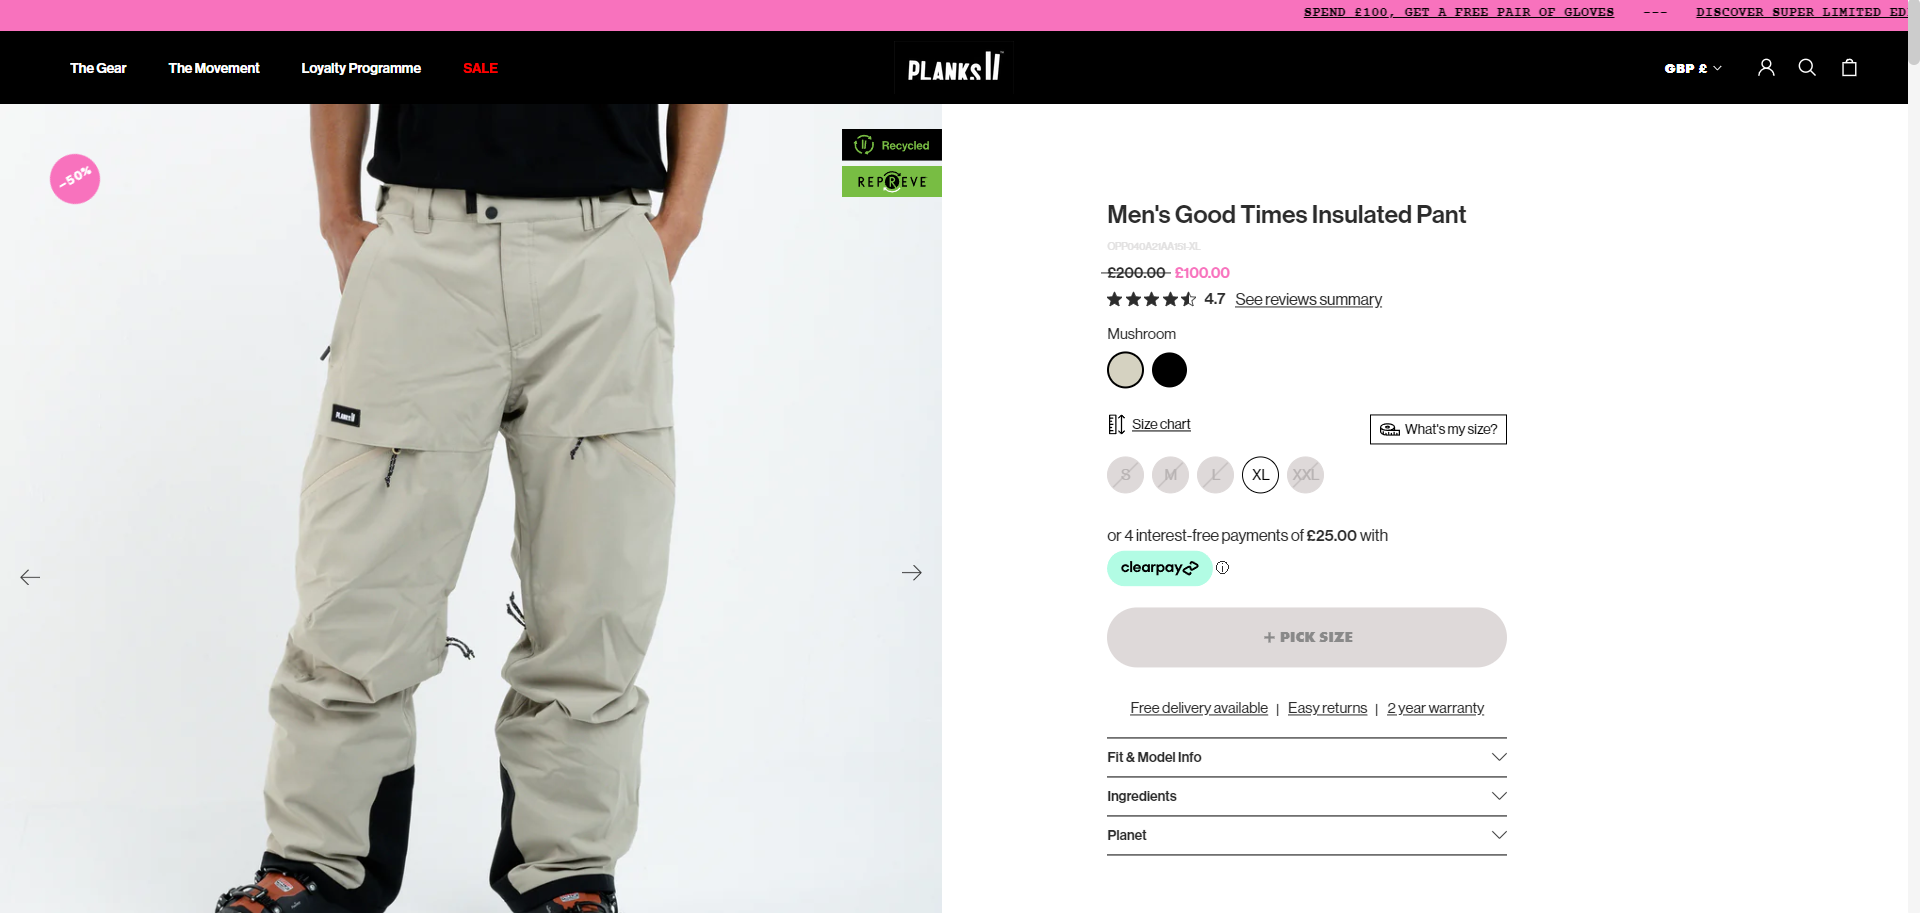 SPEND £100, GET A FREE PAIR OF GLOVES --- DISCOVER SUPER LIMITED ED
The Gear
The Movement
Loyalty Programme
SALE
PLANKS
GBP £
-50%
Recycled
REPREVE
PLANKS
Men's Good Times Insulated Pant
OPP040A21AA151-XL
£200.00 £100.00
4.7 See reviews summary
Mushroom
Size chart
What's my size?
S M L XL XXL
or 4 interest-free payments of £25.00 with
clearpay
+ PICK SIZE
Free delivery available | Easy returns | 2 year warranty
Fit & Model Info
Ingredients
Planet